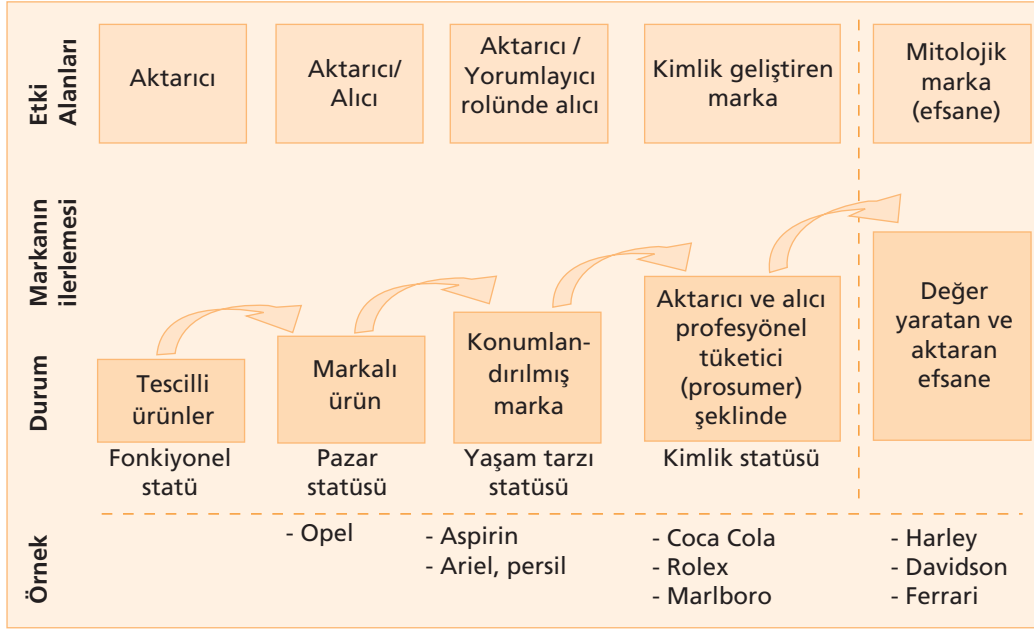 Etki
Alanları
Aktarıcı
Aktarıcı/
Alıcı
Aktarıcı /
Yorumlayıcı
rolünde alıcı
Kimlik geliştiren
marka
Mitolojik
marka
(efsane)
Markanın
ilerlemesi
Durum
Tescilli
ürünler
Fonkiyonel
statü
Markalı
ürün
Pazar
statüsü
Konumlan-
dırılmış
marka
Yaşam tarzı
statüsü
Aktarıcı ve alıcı
profesyönel
tüketici
(prosumer)
şeklinde
Kimlik statüsü
Değer
yaratan ve
aktaran
efsane
Örnek
- Opel
- Aspirin
- Ariel, persil
- Coca Cola
- Rolex
- Marlboro
- Harley
- Davidson
- Ferrari